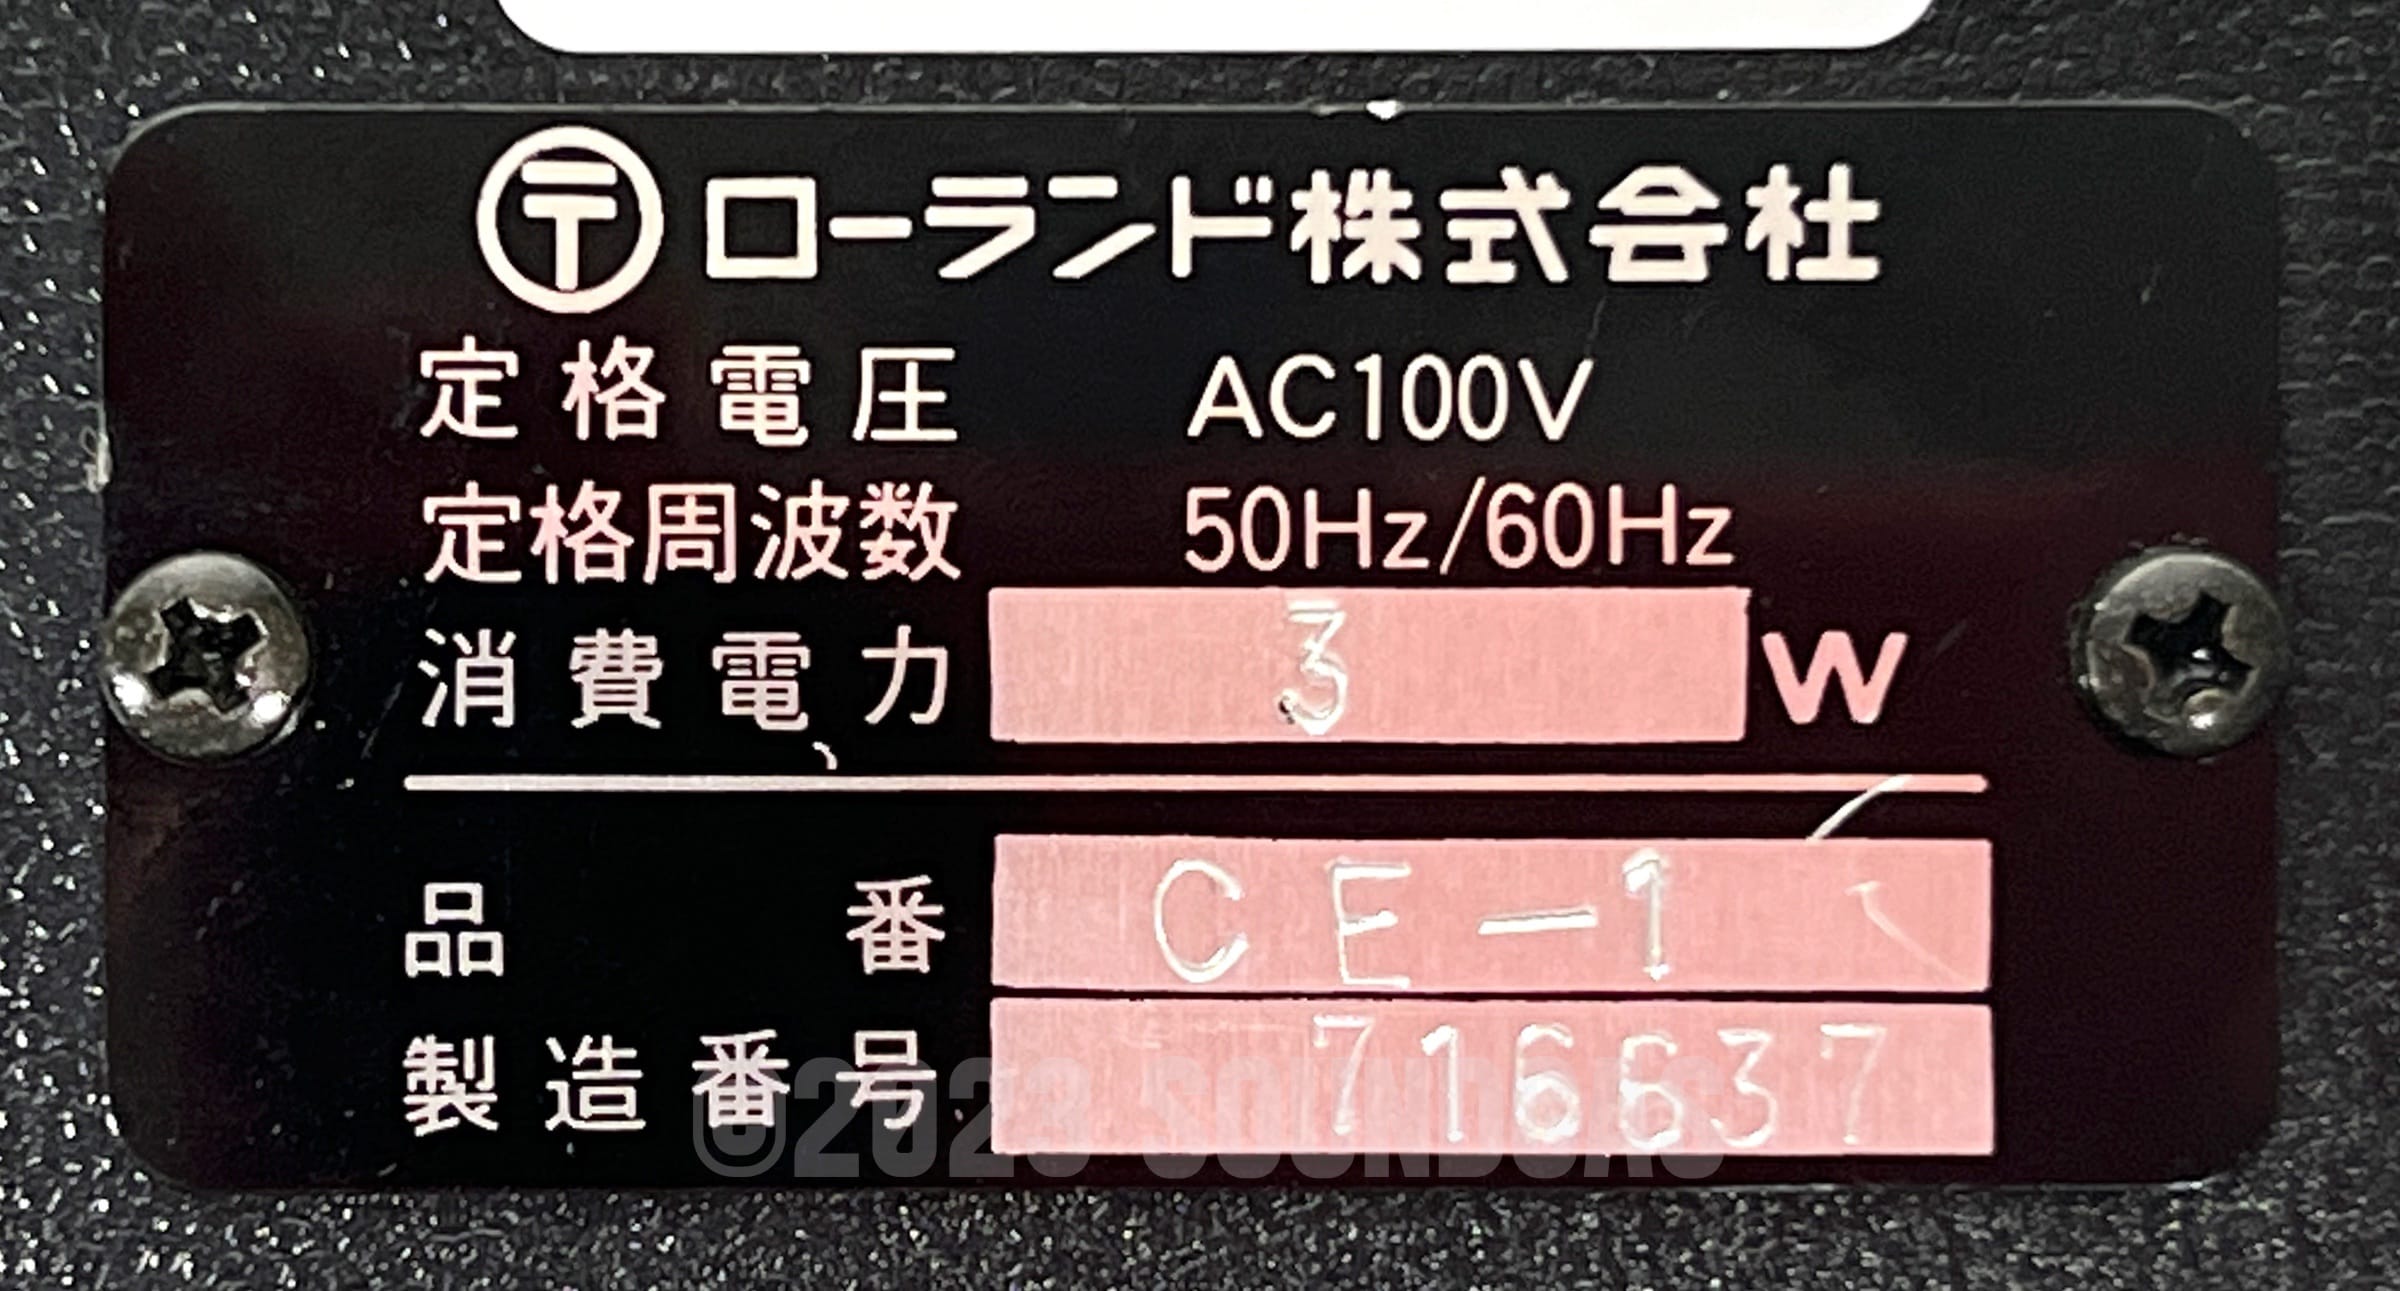 〶ローランド株式会社
定格電圧 AC100V
定格周波数 50Hz/60Hz
消費電力 3 W
品番 CE-1
製造番号 716637
©2023 SOUNDGAS